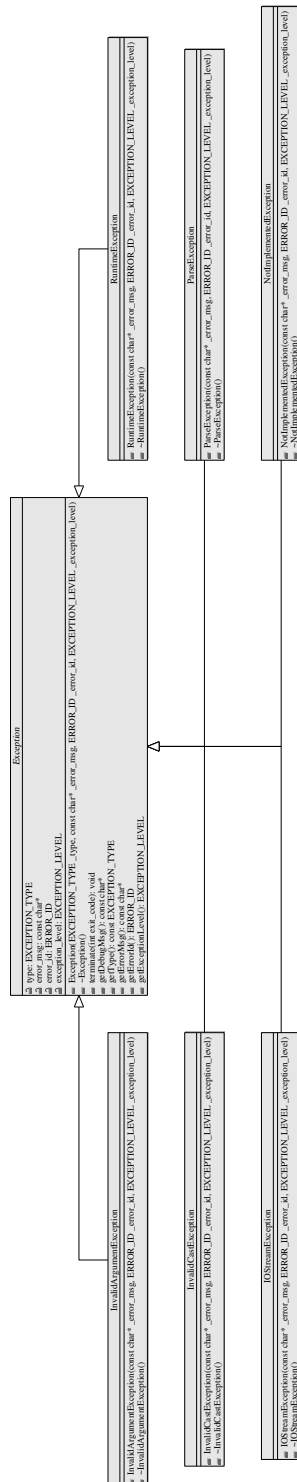 Exception
type: EXCEPTION_TYPE
error_msg: const char*
error_id: ERROR_ID
exception_level: EXCEPTION_LEVEL
Exception(EXCEPTION_TYPE _type, const char* _error_msg, ERROR_ID _error_id, EXCEPTION_LEVEL _exception_level)
~Exception()
terminate(int exit_code): void
getDebugMsg(): const char*
getType(): const EXCEPTION_TYPE
getErrorMsg(): const char*
getErrorId(): ERROR_ID
getExceptionLevel(): EXCEPTION_LEVEL
InvalidArgumentException
InvalidArgumentException(const char* _error_msg, ERROR_ID _error_id, EXCEPTION_LEVEL _exception_level)
~InvalidArgumentException()
RuntimeException
RuntimeException(const char* _error_msg, ERROR_ID _error_id, EXCEPTION_LEVEL _exception_level)
~RuntimeException()
InvalidCastException
InvalidCastException(const char* _error_msg, ERROR_ID _error_id, EXCEPTION_LEVEL _exception_level)
~InvalidCastException()
ParseException
ParseException(const char* _error_msg, ERROR_ID _error_id, EXCEPTION_LEVEL _exception_level)
~ParseException()
IOStreamException
IOStreamException(const char* _error_msg, ERROR_ID _error_id, EXCEPTION_LEVEL _exception_level)
~IOStreamException()
NotImplementedException
NotImplementedException(const char* _error_msg, ERROR_ID _error_id, EXCEPTION_LEVEL _exception_level)
~NotImplementedException()